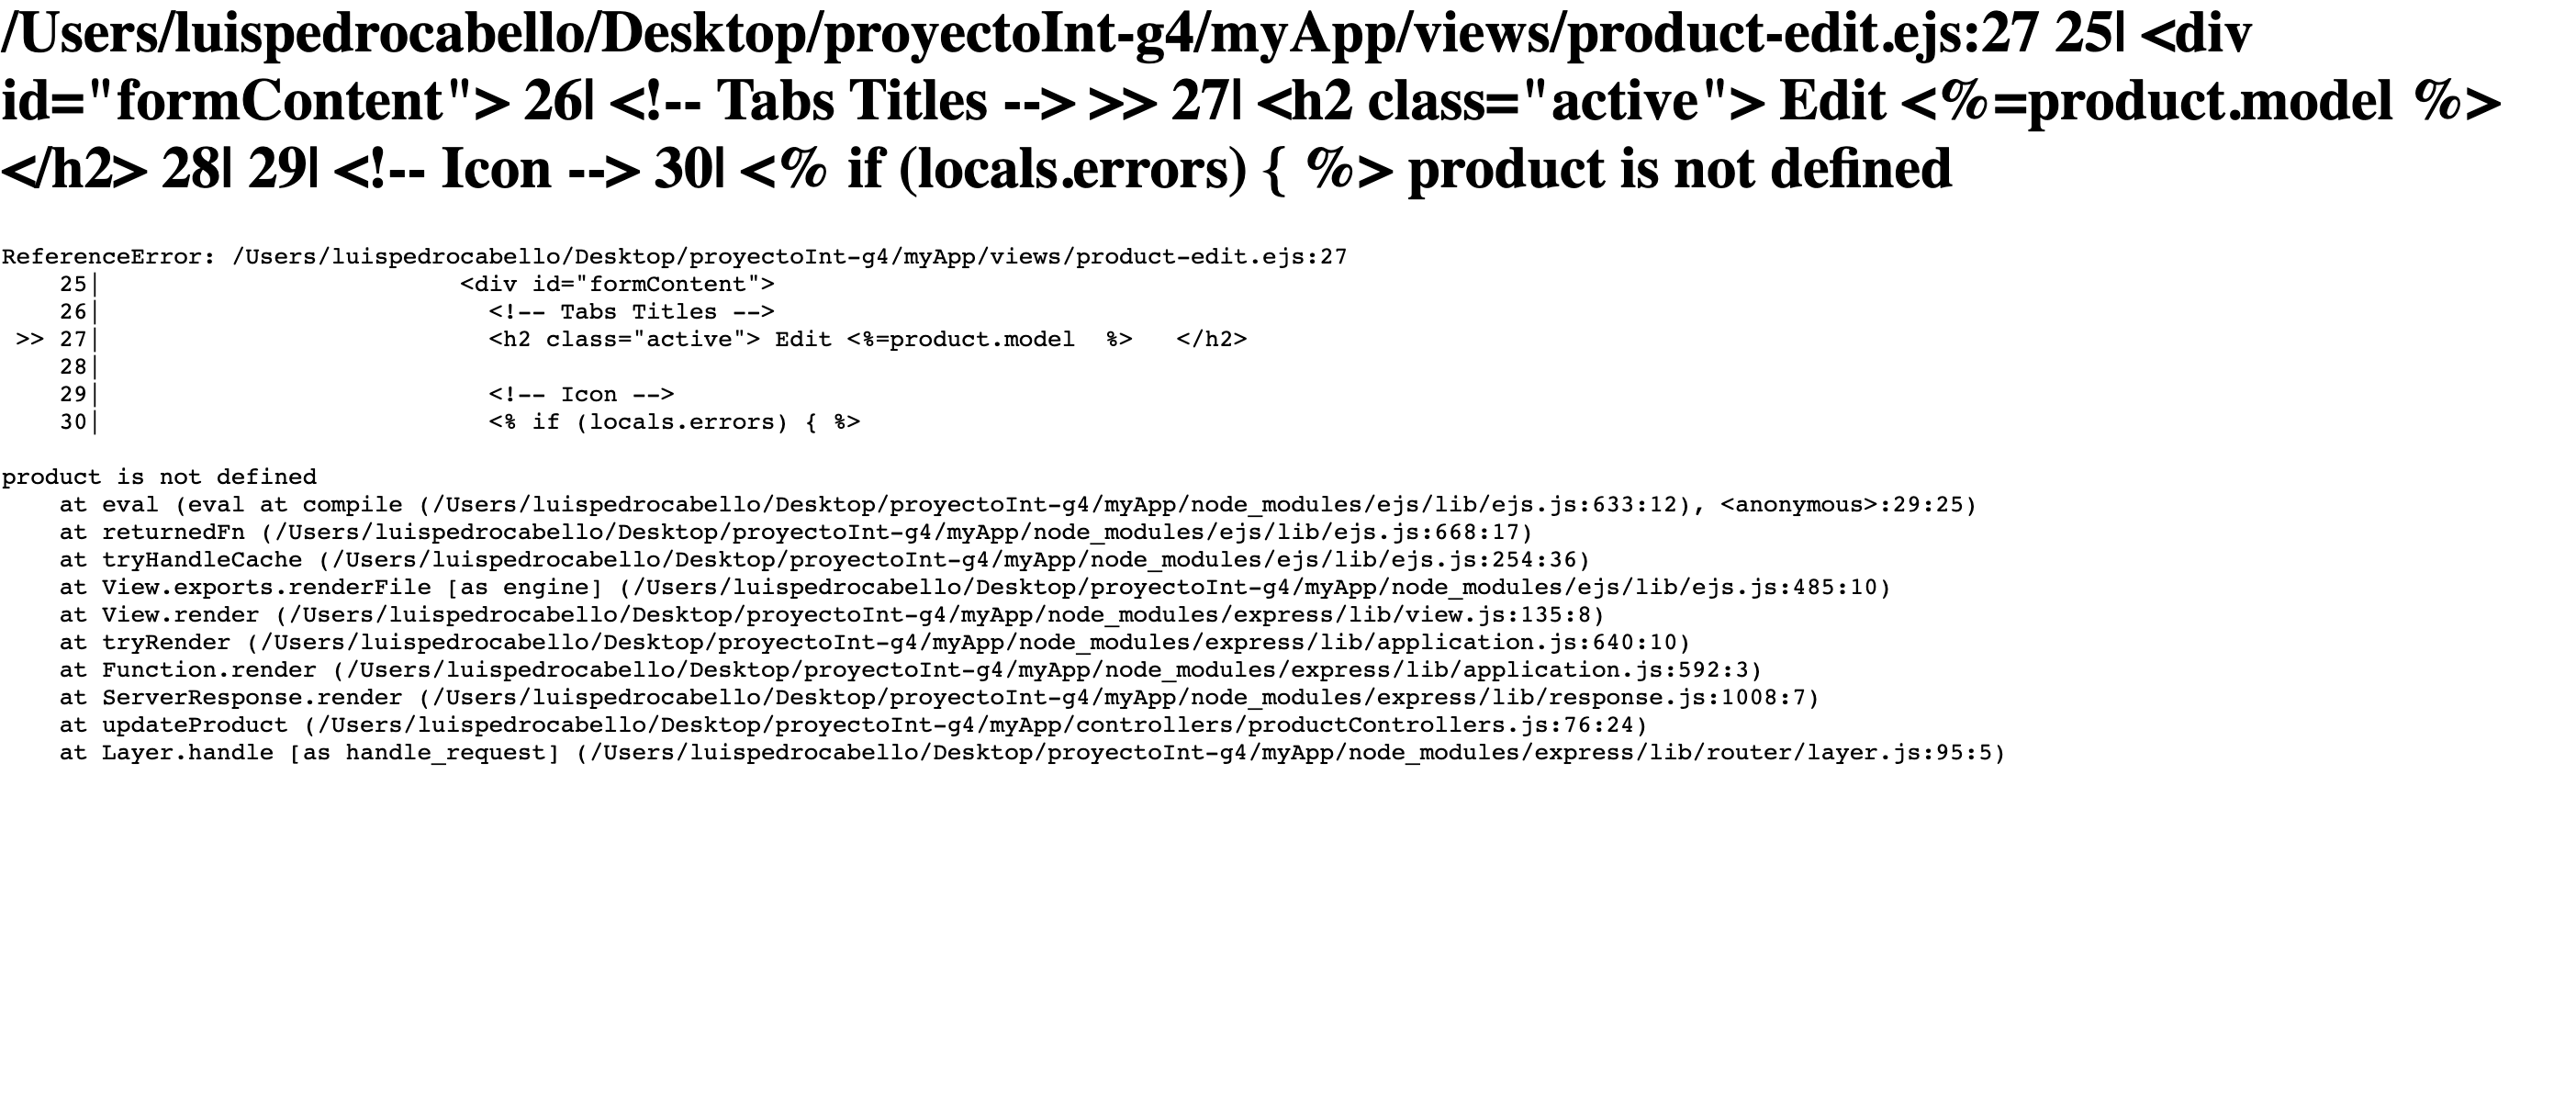 /Users/luispedrocabello/Desktop/proyectoInt-g4/myApp/views/product-edit.ejs:27 25| <div
id="formContent"> 26| <!-- Tabs Titles --> >> 27| <h2 class="active"> Edit <%=product.model %>
</h2> 28| 29| <!-- Icon --> 30| <% if (locals.errors) { %> product is not defined
ReferenceError: /Users/luispedrocabello/Desktop/proyectoInt-g4/myApp/views/product-edit.ejs:27
    25|                         <div id="formContent">
    26|                           <!-- Tabs Titles -->
 >> 27|                           <h2 class="active"> Edit <%=product.model  %>   </h2>
    28|
    29|                           <!-- Icon -->
    30|                           <% if (locals.errors) { %>
product is not defined
    at eval (eval at compile (/Users/luispedrocabello/Desktop/proyectoInt-g4/myApp/node_modules/ejs/lib/ejs.js:633:12), <anonymous>:29:25)
    at returnedFn (/Users/luispedrocabello/Desktop/proyectoInt-g4/myApp/node_modules/ejs/lib/ejs.js:668:17)
    at tryHandleCache (/Users/luispedrocabello/Desktop/proyectoInt-g4/myApp/node_modules/ejs/lib/ejs.js:254:36)
    at View.exports.renderFile [as engine] (/Users/luispedrocabello/Desktop/proyectoInt-g4/myApp/node_modules/ejs/lib/ejs.js:485:10)
    at View.render (/Users/luispedrocabello/Desktop/proyectoInt-g4/myApp/node_modules/express/lib/view.js:135:8)
    at tryRender (/Users/luispedrocabello/Desktop/proyectoInt-g4/myApp/node_modules/express/lib/application.js:640:10)
    at Function.render (/Users/luispedrocabello/Desktop/proyectoInt-g4/myApp/node_modules/express/lib/application.js:592:3)
    at ServerResponse.render (/Users/luispedrocabello/Desktop/proyectoInt-g4/myApp/node_modules/express/lib/response.js:1008:7)
    at updateProduct (/Users/luispedrocabello/Desktop/proyectoInt-g4/myApp/controllers/productControllers.js:76:24)
    at Layer.handle [as handle_request] (/Users/luispedrocabello/Desktop/proyectoInt-g4/myApp/node_modules/express/lib/router/layer.js:95:5)